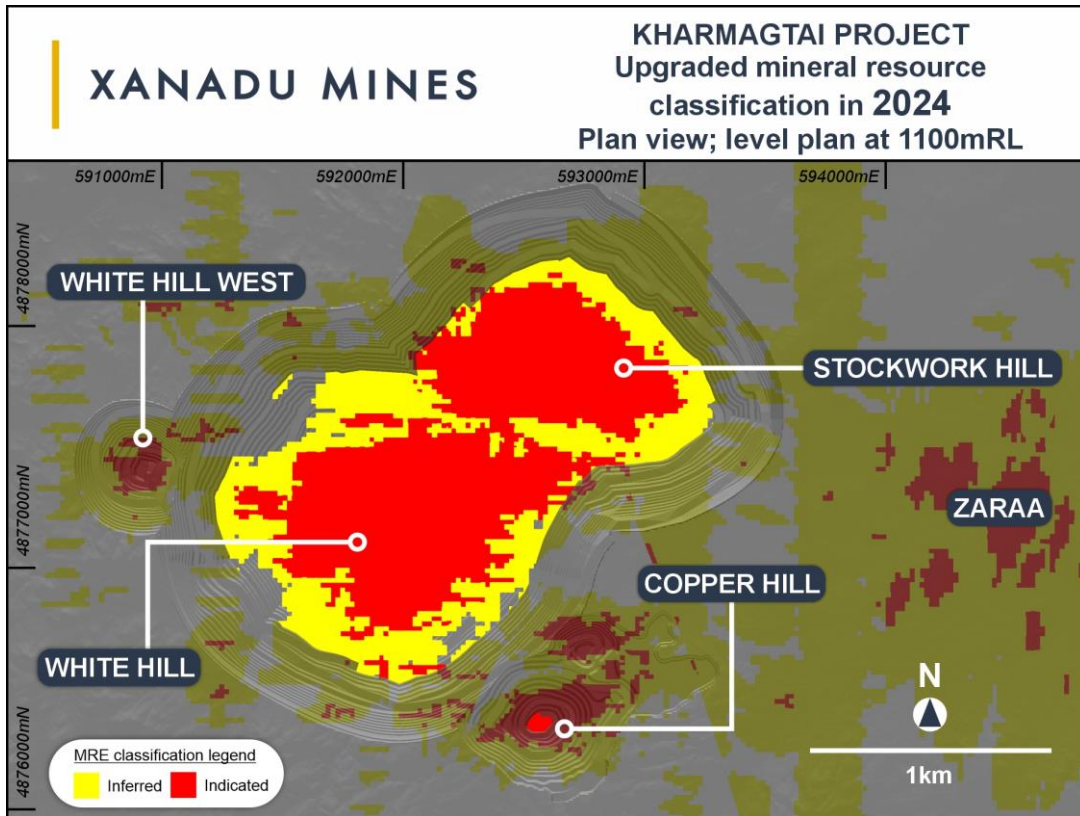 XANADU MINES
KHARMAGTAI PROJECT
Upgraded mineral resource
classification in 2024
Plan view; level plan at 1100mRL
591000mE
592000mE
593000mE
594000mE
4878000mN
WHITE HILL WEST
STOCKWORK HILL
4877000mN
ZARAA
COPPER HILL
WHITE HILL
N
4876000mN
MRE classification legend
Inferred
Indicated
1km